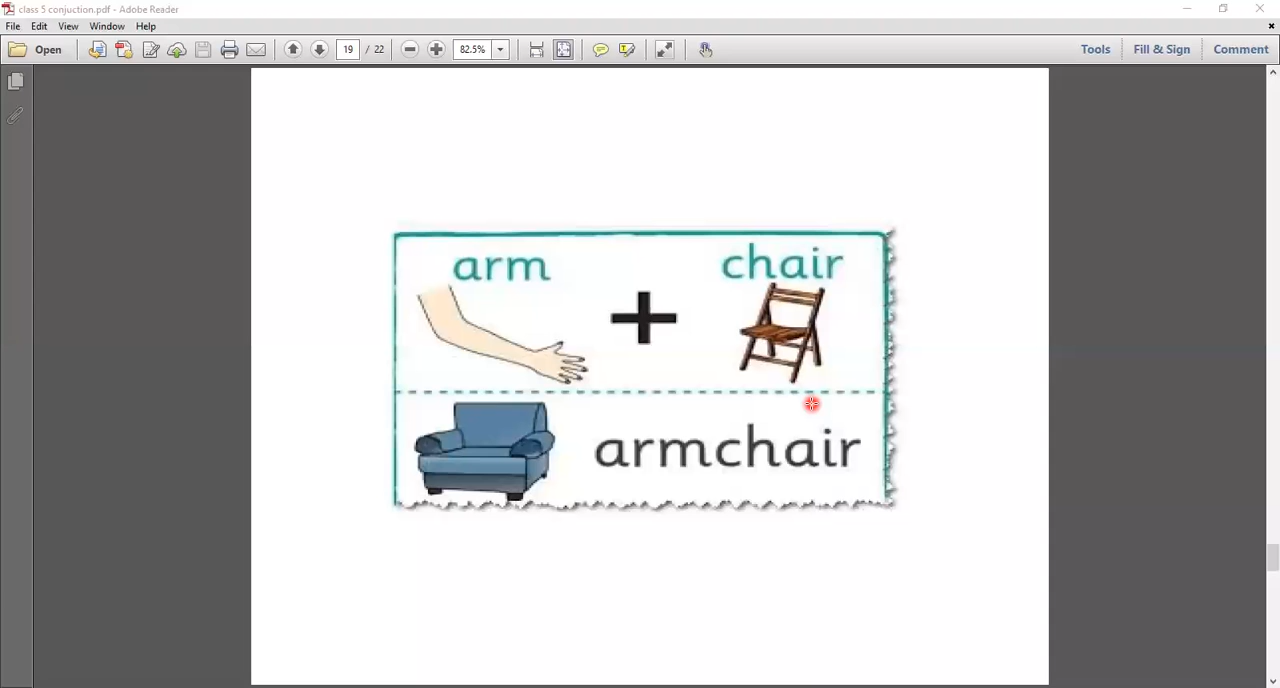 class 5 conjuction.pdf - Adobe Reader
File Edit View Window Help
Open 19 / 22 82.5% Tools Fill & Sign Comment
arm chair
armchair